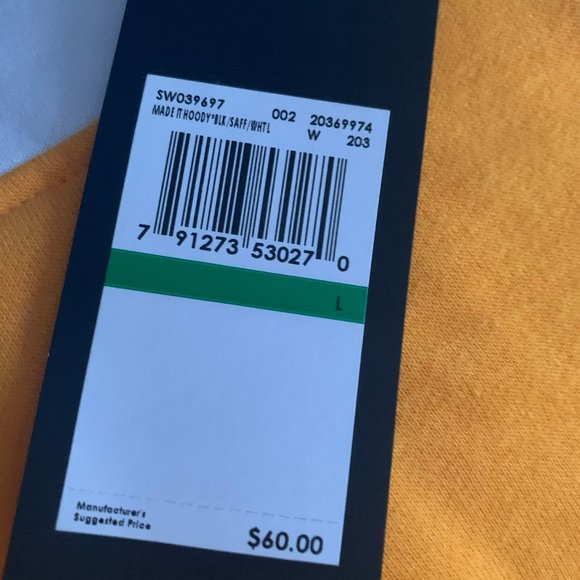 SW039697 002 20369974
MADE IT HOODY*BLK/SAFF/WHTL W 203
7 91273 53027 0
L
Manufacturer's
Suggested Price
$60.00